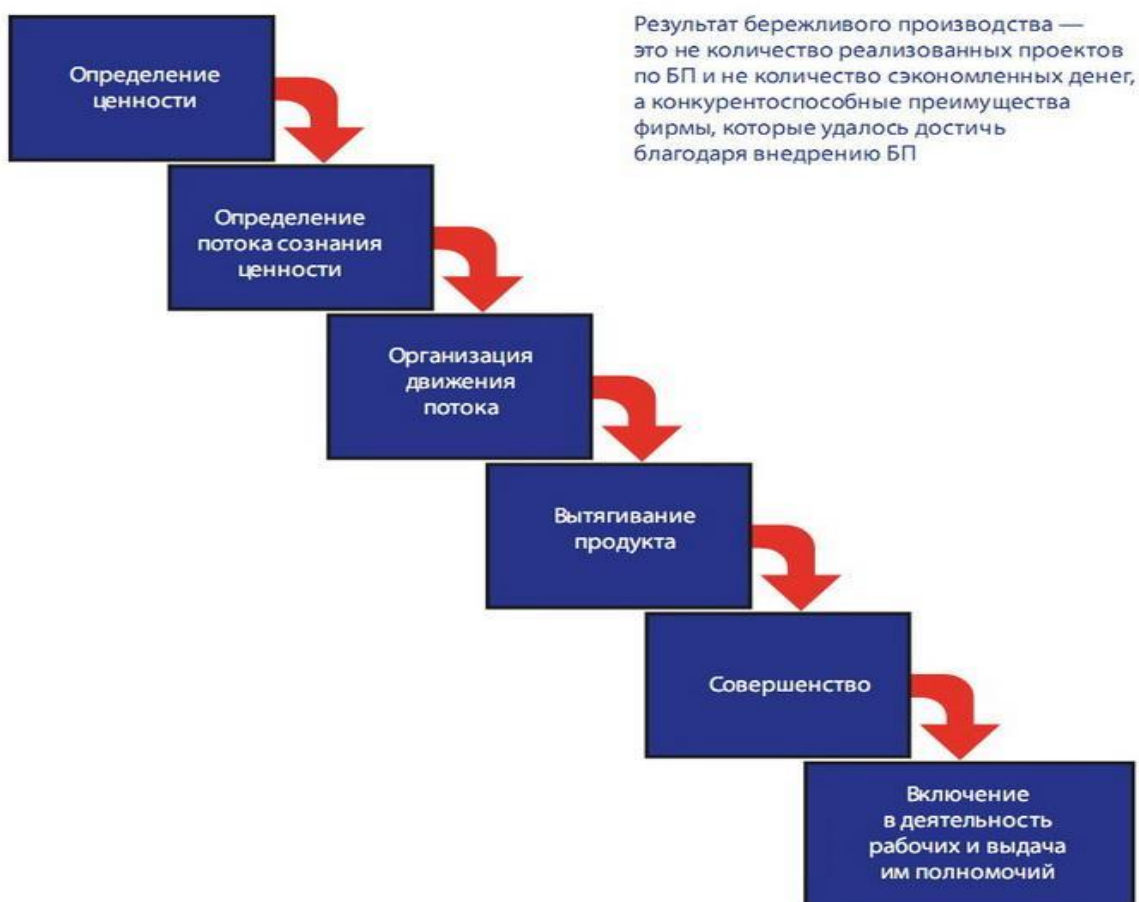 Результат бережливого производства —
это не количество реализованных проектов
по БП и не количество сэкономленных денег,
а конкурентоспособные преимущества
фирмы, которые удалось достичь
благодаря внедрению БП
Определение
ценности
Определение
потока сознания
ценности
Организация
движения
потока
Вытягивание
продукта
Совершенство
Включение
в деятельность
рабочих и выдача
им полномочий